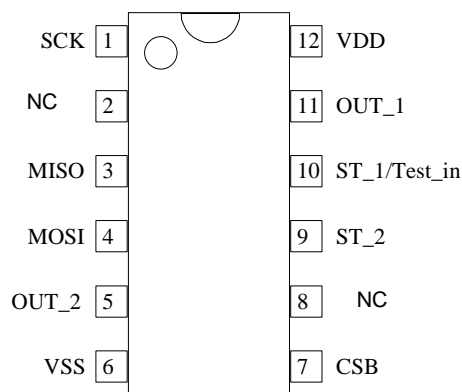 SCK 1 12 VDD
NC 2 11 OUT_1
MISO 3 10 ST_1/Test_in
MOSI 4 9 ST_2
OUT_2 5 8 NC
VSS 6 7 CSB